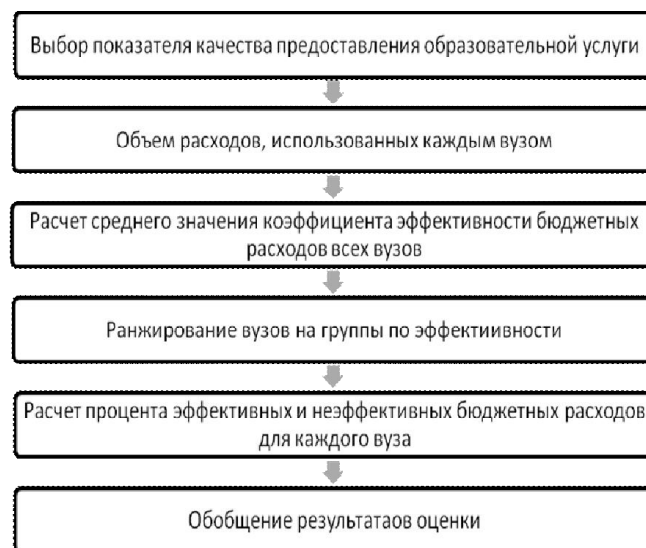 Выбор показателя качества предоставления образовательной услуги
Объем расходов, использованных каждым вузом
Расчет среднего значения коэффициента эффективности бюджетных
расходов всех вузов
Ранжирование вузов на группы по эффектиивности
Расчет процента эффективных и неэффективных бюджетных расходов
для каждого вуза
Обобщение результатаов оценки